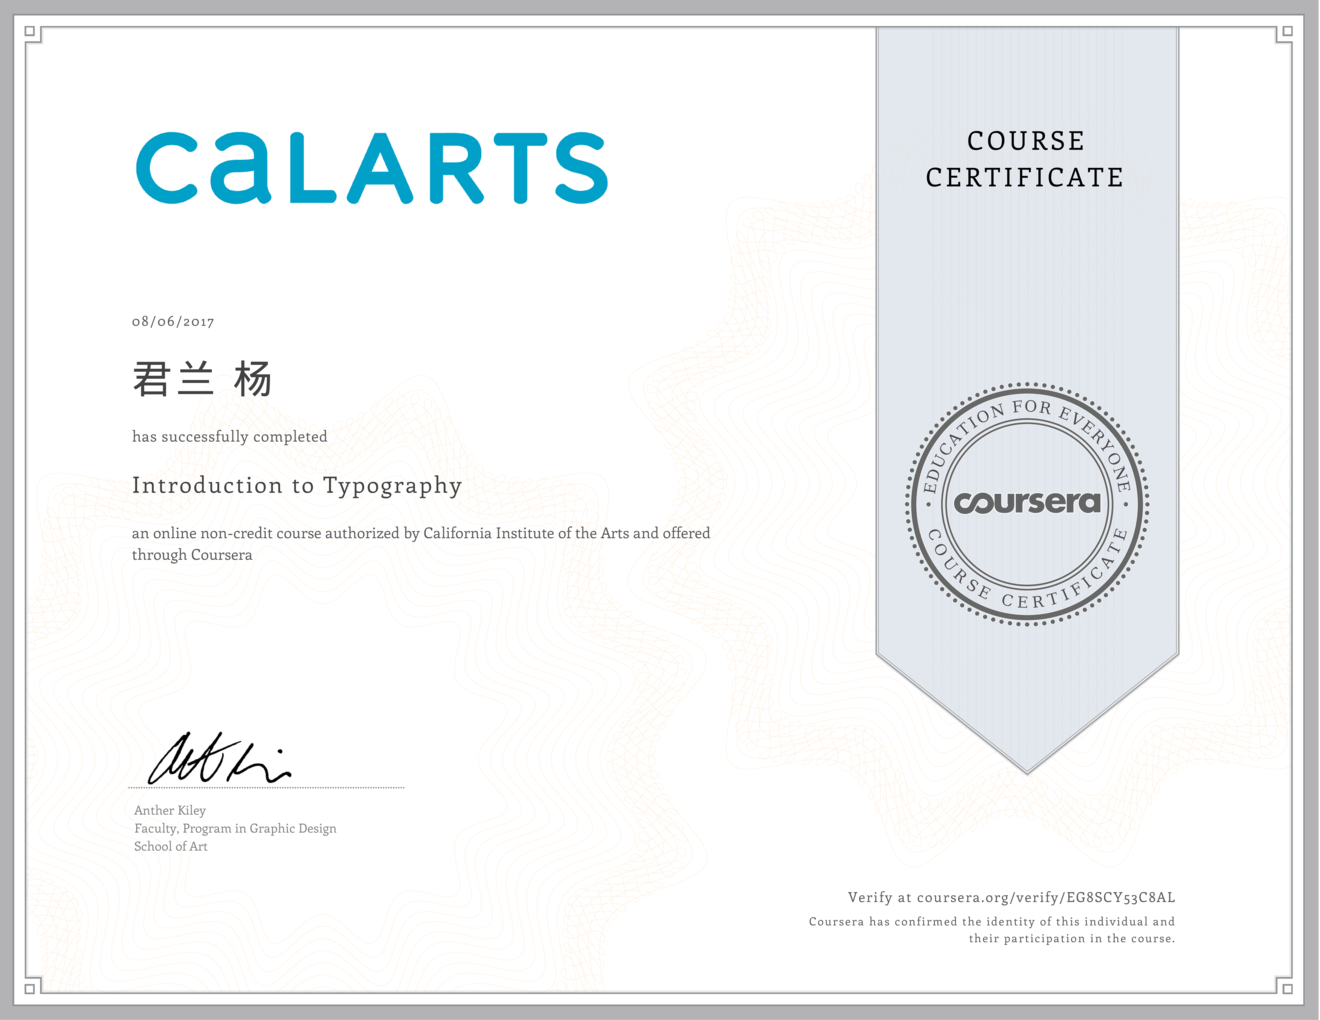 CALARTS
COURSE
CERTIFICATE
08/06/2017
君兰 杨
has successfully completed
Introduction to Typography
an online non-credit course authorized by California Institute of the Arts and offered
through Coursera
EDUCATION FOR EVERYONE
coursera
COURSE CERTIFICATE
Anther Kiley
Faculty, Program in Graphic Design
School of Art
Verify at coursera.org/verify/EG8SCY53C8AL
Coursera has confirmed the identity of this individual and
their participation in the course.